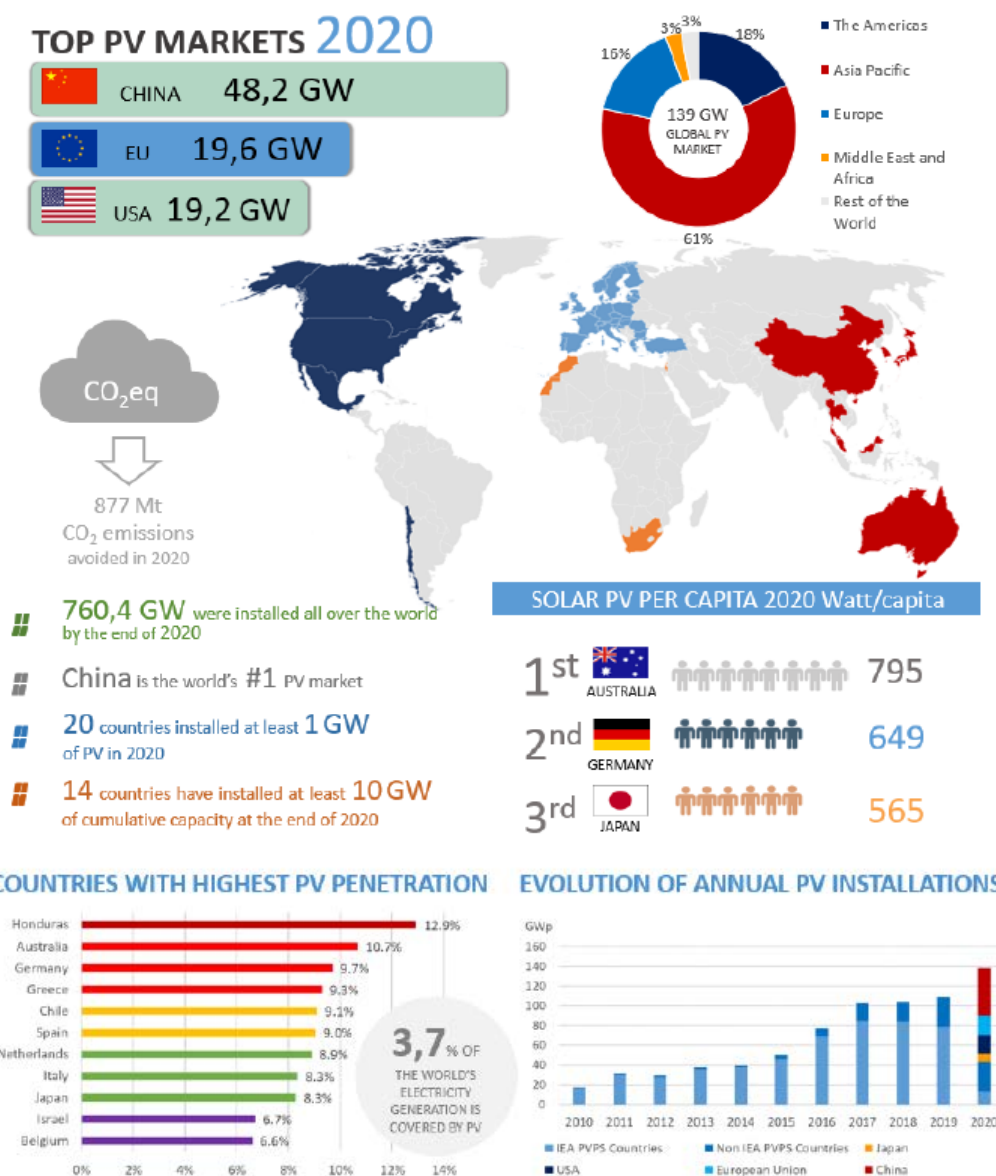 TOP PV MARKETS 2020
CHINA 48,2 GW
EU 19,6 GW
USA 19,2 GW
3%
3%
18%
16%
61%
139 GW
GLOBAL PV
MARKET
The Americas
Asia Pacific
Europe
Middle East and
Africa
Rest of the
World
CO₂eq
877 Mt
CO₂ emissions
avoided in 2020
760,4 GW were installed all over the world
by the end of 2020
China is the world's #1 PV market
20 countries installed at least 1 GW
of PV in 2020
14 countries have installed at least 10 GW
of cumulative capacity at the end of 2020
SOLAR PV PER CAPITA 2020 Watt/capita
1st AUSTRALIA 795
2nd GERMANY 649
3rd JAPAN 565
COUNTRIES WITH HIGHEST PV PENETRATION
Honduras 12.9%
Australia 10.7%
Germany 9.7%
Greece 9.3%
Chile 9.1%
Spain 9.0%
Netherlands 8.9%
Italy 8.3%
Japan 8.3%
Israel 6.7%
Belgium 6.6%
0% 2% 4% 6% 8% 10% 12% 14%
3,7% OF
THE WORLD'S
ELECTRICITY
GENERATION IS
COVERED BY PV
EVOLUTION OF ANNUAL PV INSTALLATIONS
GWp
160
140
120
100
80
60
40
20
0
2010 2011 2012 2013 2014 2015 2016 2017 2018 2019 2020
IEA PVPS Countries Non IEA PVPS Countries Japan
USA European Union China